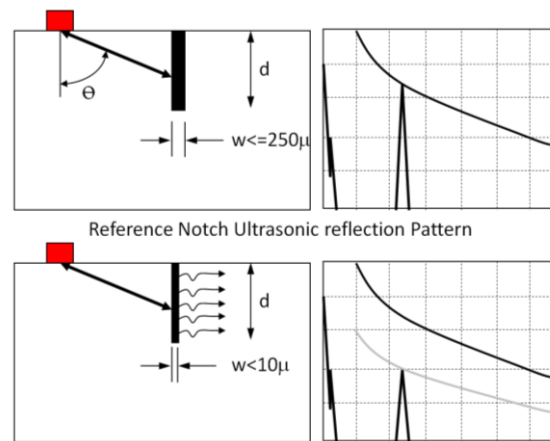 d
ϴ
w<=250μ
Reference Notch Ultrasonic reflection Pattern
d
w<10μ